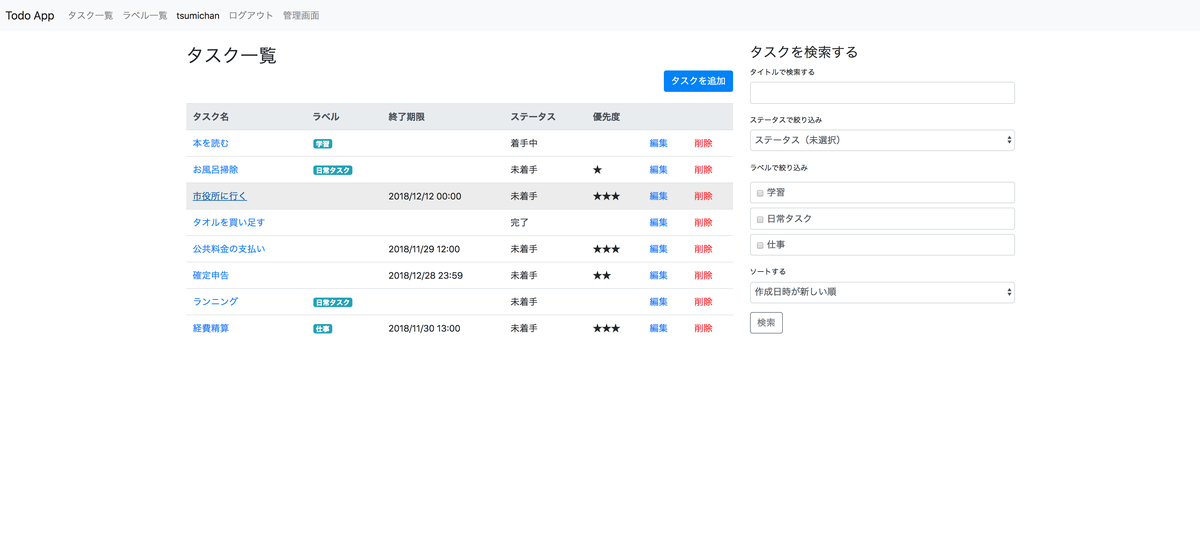 Todo App タスク一覧 ラベル一覧 tsumichan ログアウト 管理画面
タスク一覧
タスクを追加
タスク名 ラベル 終了期限 ステータス 優先度
本を読む 学習 着手中 編集 削除
お風呂掃除 日常タスク 未着手 ★ 編集 削除
市役所に行く 2018/12/12 00:00 未着手 ★★★ 編集 削除
タオルを買い足す 完了 編集 削除
公共料金の支払い 2018/11/29 12:00 未着手 ★★★ 編集 削除
確定申告 2018/12/28 23:59 未着手 ★★ 編集 削除
ランニング 日常タスク 未着手 編集 削除
経費精算 仕事 2018/11/30 13:00 未着手 ★★★ 編集 削除
タスクを検索する
タイトルで検索する
ステータスで絞り込み
ステータス（未選択）
ラベルで絞り込み
学習
日常タスク
仕事
ソートする
作成日時が新しい順
検索